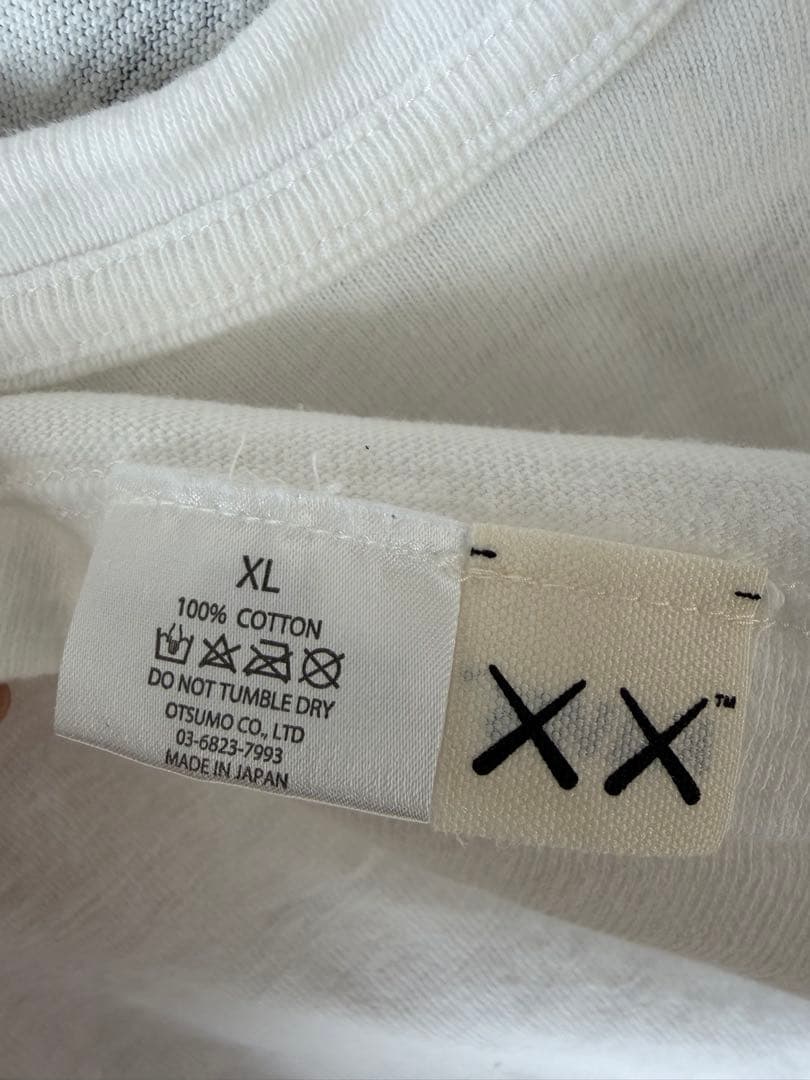 XL
100% COTTON
DO NOT TUMBLE DRY
OTSUMO CO., LTD
03-6823-7993
MADE IN JAPAN
XX™